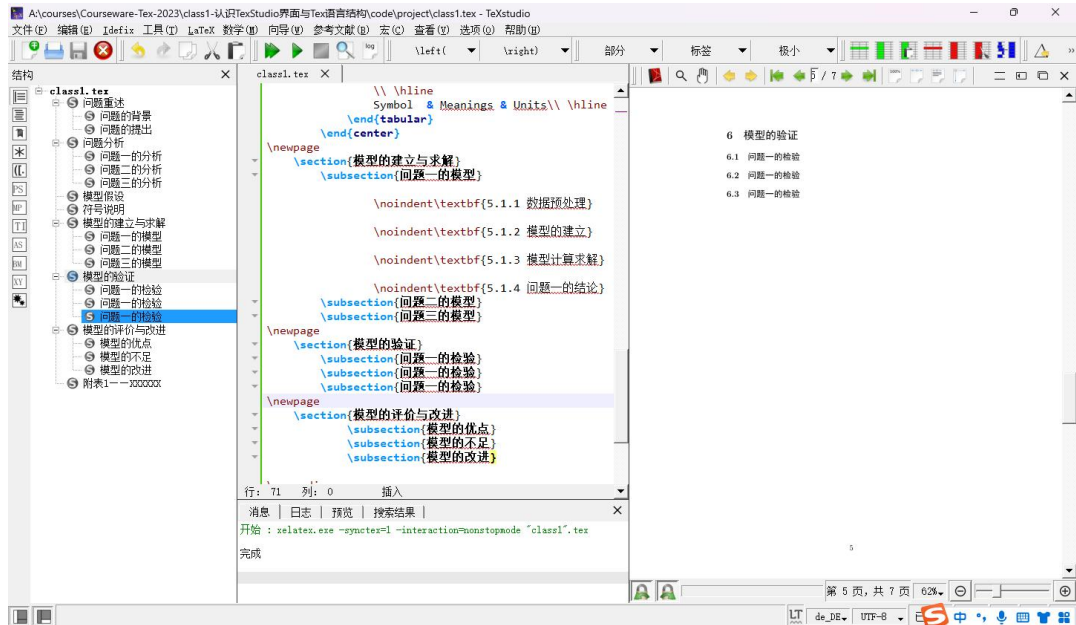 A:\courses\Courseware-Tex-2023\class1-认识TexStudio界面与Tex语言结构\code\project\class1.tex - TeXstudio
文件(F) 编辑(E) Idefix 工具(T) LaTeX 数学(M) 向导(W) 参考文献(B) 宏(C) 查看(V) 选项(O) 帮助(H)
log \left( \right) 部分 标签 极小
结构
PS
MP
TI
AS
BM
XY
class1.tex
问题重述
问题的背景
问题的提出
问题分析
问题一的分析
问题二的分析
问题三的分析
模型假设
符号说明
模型的建立与求解
问题一的模型
问题二的模型
问题三的模型
模型的验证
问题一的检验
问题一的检验
问题一的检验
模型的评价与改进
模型的优点
模型的不足
模型的改进
附表1——XXXXXX
class1.tex
\\ \hline
Symbol & Meanings & Units\\ \hline
\end{tabular}
\end{center}
\newpage
\section{模型的建立与求解}
\subsection{问题一的模型}
\noindent\textbf{5.1.1 数据预处理}
\noindent\textbf{5.1.2 模型的建立}
\noindent\textbf{5.1.3 模型计算求解}
\noindent\textbf{5.1.4 问题一的结论}
\subsection{问题二的模型}
\subsection{问题三的模型}
\newpage
\section{模型的验证}
\subsection{问题一的检验}
\subsection{问题一的检验}
\subsection{问题一的检验}
\newpage
\section{模型的评价与改进}
\subsection{模型的优点}
\subsection{模型的不足}
\subsection{模型的改进}
行: 71 列: 0 插入
消息 日志 预览 搜索结果
开始 : xelatex.exe -synctex=1 -interaction=nonstopmode "class1".tex
完成
5 / 7
6 模型的验证
6.1 问题一的检验
6.2 问题一的检验
6.3 问题一的检验
5
第 5 页，共 7 页 62%
LT de_DE UTF-8 中